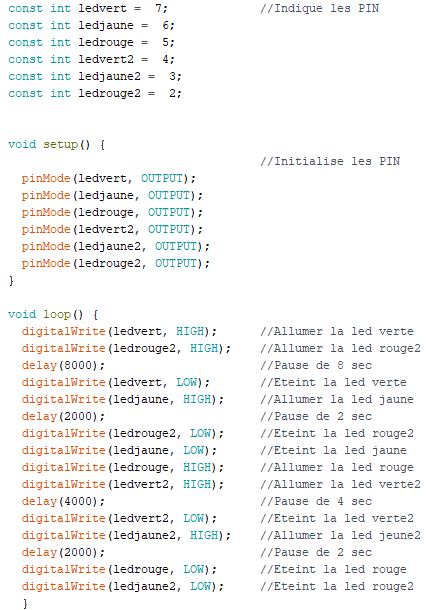 const int ledvert =  7;             //Indique les PIN
const int ledjaune =  6;
const int ledrouge =  5;
const int ledvert2 =  4;
const int ledjaune2 =  3;
const int ledrouge2 =  2;
void setup() {
                                    //Initialise les PIN
  pinMode(ledvert, OUTPUT);
  pinMode(ledjaune, OUTPUT);
  pinMode(ledrouge, OUTPUT);
  pinMode(ledvert2, OUTPUT);
  pinMode(ledjaune2, OUTPUT);
  pinMode(ledrouge2, OUTPUT);
}
void loop() {
  digitalWrite(ledvert, HIGH);      //Allumer la led verte
  digitalWrite(ledrouge2, HIGH);    //Allumer la led rouge2
  delay(8000);                      //Pause de 8 sec
  digitalWrite(ledvert, LOW);       //Eteint la led verte
  digitalWrite(ledjaune, HIGH);     //Allumer la led jaune
  delay(2000);                      //Pause de 2 sec
  digitalWrite(ledrouge2, LOW);     //Eteint la led rouge2
  digitalWrite(ledjaune, LOW);      //Eteint la led jaune
  digitalWrite(ledrouge, HIGH);     //Allumer la led rouge
  digitalWrite(ledvert2, HIGH);     //Allumer la led verte2
  delay(4000);                      //Pause de 4 sec
  digitalWrite(ledvert2, LOW);      //Eteint la led verte2
  digitalWrite(ledjaune2, HIGH);    //Allumer la led jeune2
  delay(2000);                      //Pause de 2 sec
  digitalWrite(ledrouge, LOW);      //Eteint la led rouge
  digitalWrite(ledjaune2, LOW);     //Eteint la led rouge2
  }